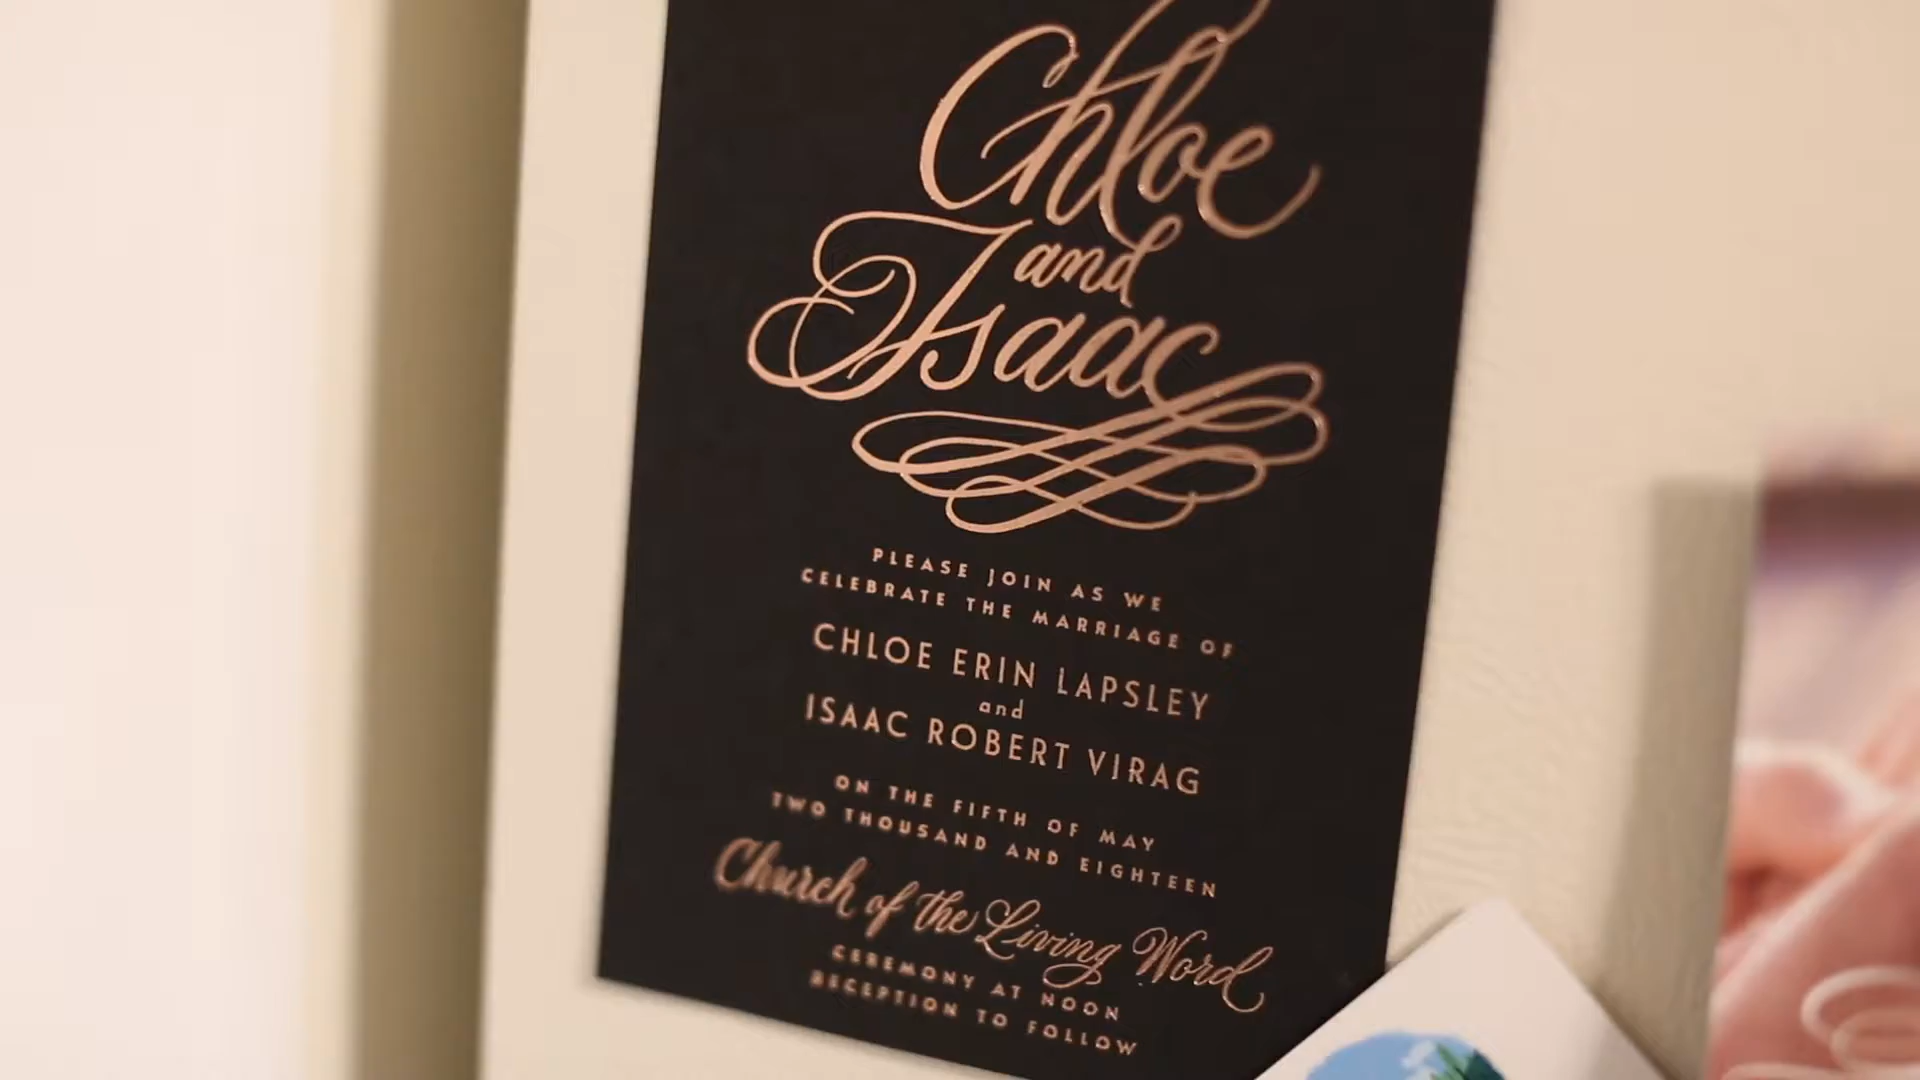 Chloe
and
Isaac
PLEASE JOIN AS WE
CELEBRATE THE MARRIAGE OF
CHLOE ERIN LAPSLEY
and
ISAAC ROBERT VIRAG
ON THE FIFTH OF MAY
TWO THOUSAND AND EIGHTEEN
Church of the Living Word
CEREMONY AT NOON
RECEPTION TO FOLLOW